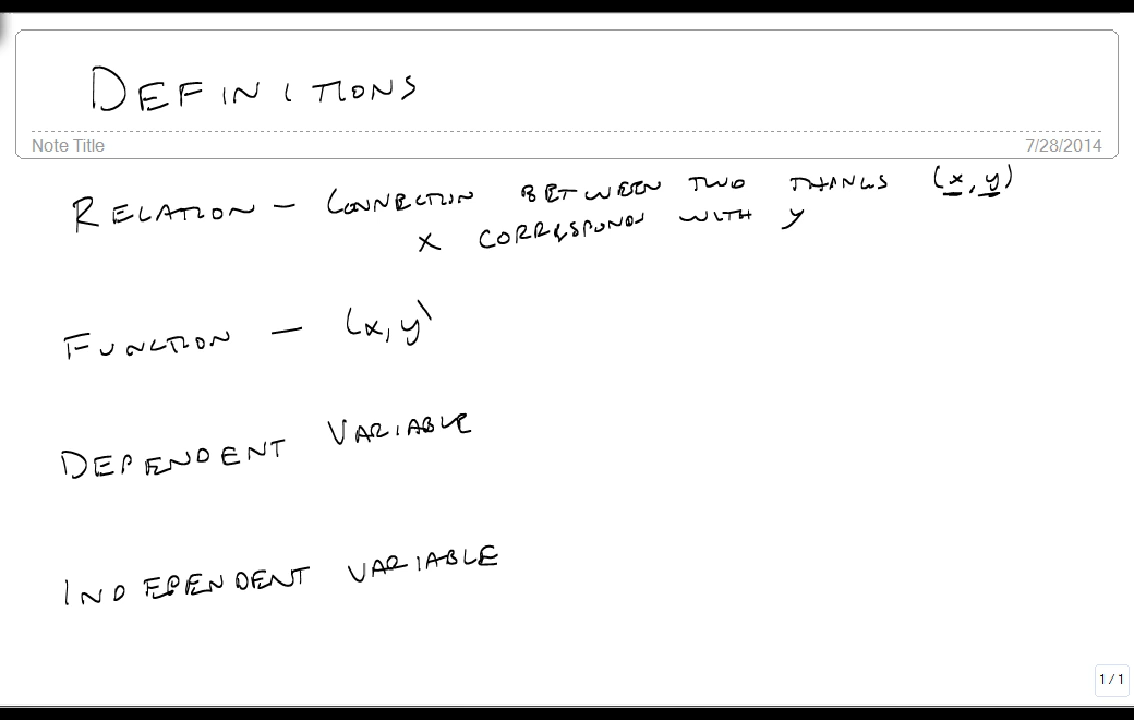 DEFINITIONS
Note Title
7/28/2014
RELATION - CONNECTION BETWEEN TWO THINGS (x, y)
X CORRESPONDS WITH y
FUNCTION - (x, y)
DEPENDENT VARIABLE
INDEPENDENT VARIABLE
1 / 1